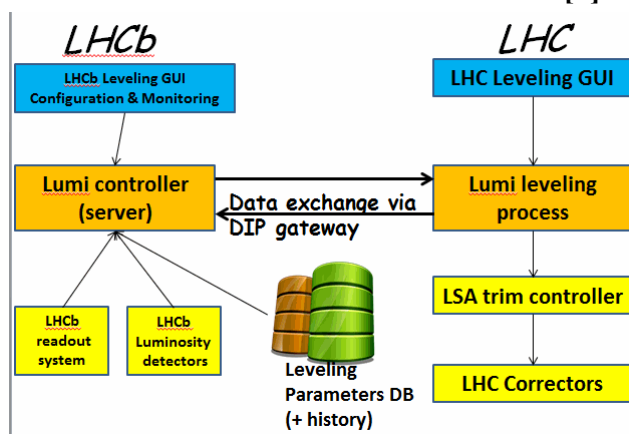 LHCb
LHC
LHCb Leveling GUI
Configuration & Monitoring
LHC Leveling GUI
Lumi controller
(server)
Data exchange via
DIP gateway
Lumi leveling
process
LHCb
readout
system
LHCb
Luminosity
detectors
Leveling
Parameters DB
(+ history)
LSA trim controller
LHC Correctors